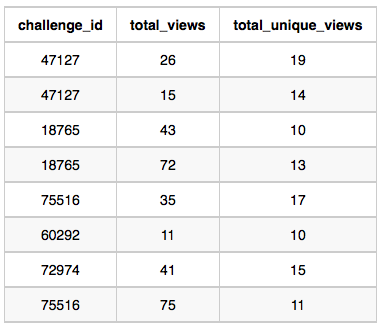 challenge_id total_views total_unique_views
47127 26 19
47127 15 14
18765 43 10
18765 72 13
75516 35 17
60292 11 10
72974 41 15
75516 75 11